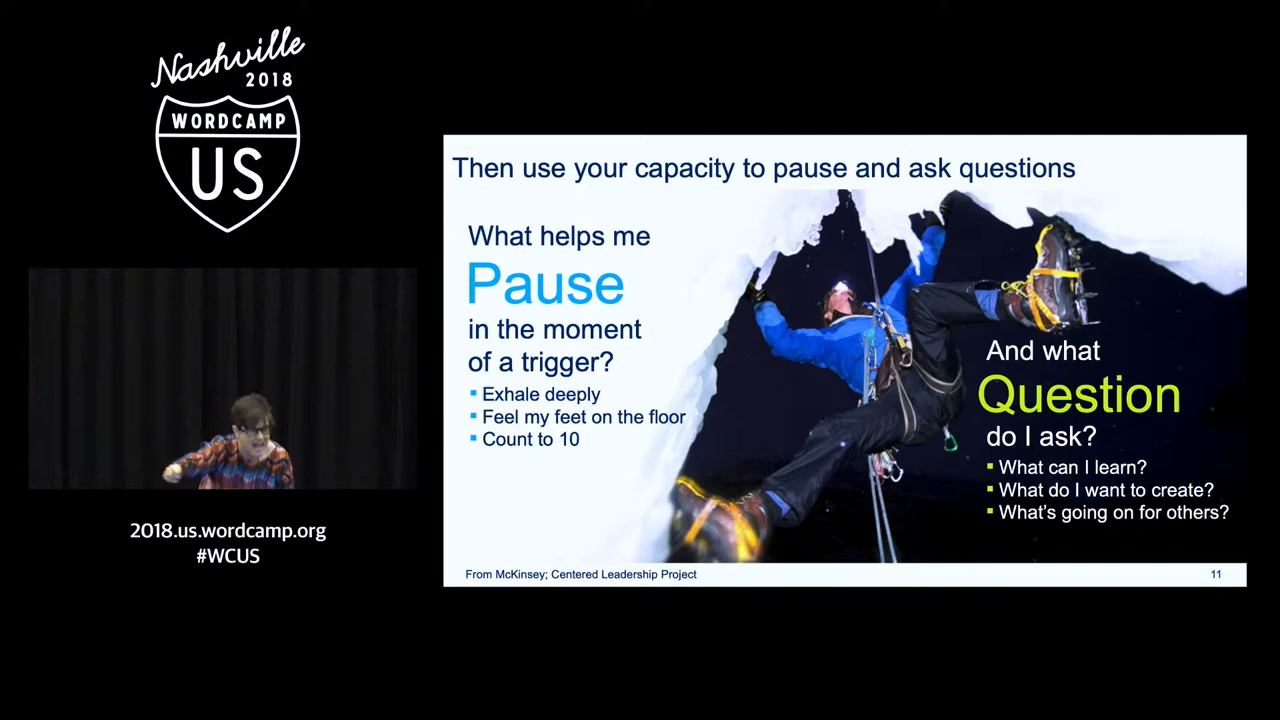 Nashville
2018
WORDCAMP
US
2018.us.wordcamp.org
#WCUS
Then use your capacity to pause and ask questions
What helps me
Pause
in the moment
of a trigger?
Exhale deeply
Feel my feet on the floor
Count to 10
And what
Question
do I ask?
What can I learn?
What do I want to create?
What's going on for others?
From McKinsey; Centered Leadership Project
11